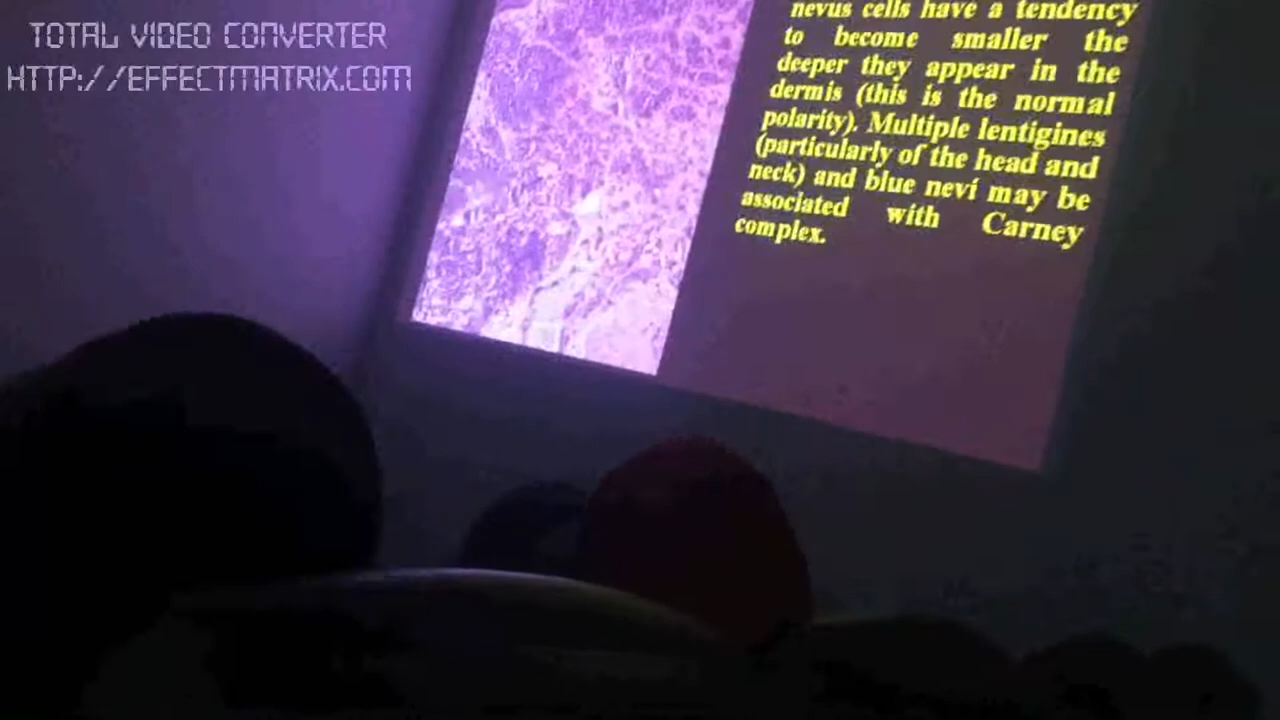 TOTAL VIDEO CONVERTER
HTTP://EFFECTMATRIX.COM
nevus cells have a tendency
to become smaller the
deeper they appear in the
dermis (this is the normal
polarity). Multiple lentigines
(particularly of the head and
neck) and blue nevi may be
associated with Carney
complex.